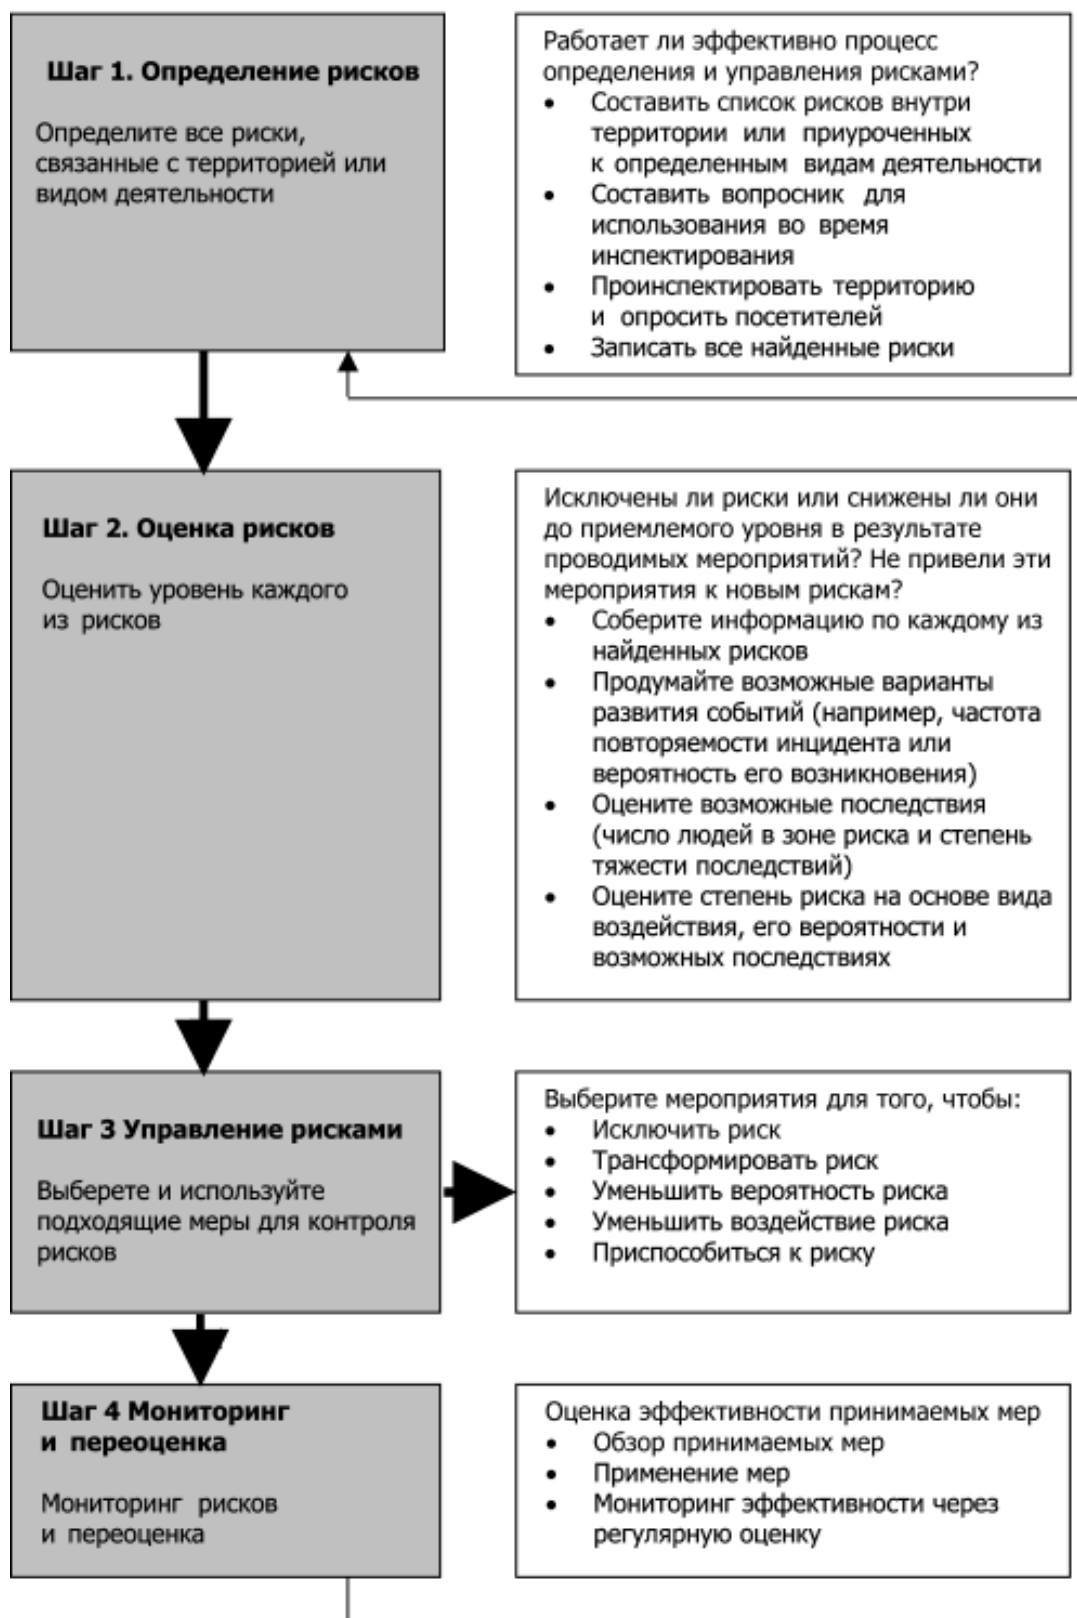 Шаг 1. Определение рисков
Определите все риски,
связанные с территорией или
видом деятельности
Работает ли эффективно процесс
определения и управления рисками?
• Составить список рисков внутри
территории или приуроченных
к определенным видам деятельности
• Составить вопросник для
использования во время
инспектирования
• Проинспектировать территорию
и опросить посетителей
• Записать все найденные риски
Шаг 2. Оценка рисков
Оценить уровень каждого
из рисков
Исключены ли риски или снижены ли они
до приемлемого уровня в результате
проводимых мероприятий? Не привели эти
мероприятия к новым рискам?
• Соберите информацию по каждому из
найденных рисков
• Продумайте возможные варианты
развития событий (например, частота
повторяемости инцидента или
вероятность его возникновения)
• Оцените возможные последствия
(число людей в зоне риска и степень
тяжести последствий)
• Оцените степень риска на основе вида
воздействия, его вероятности и
возможных последствиях
Шаг 3 Управление рисками
Выберете и используйте
подходящие меры для контроля
рисков
Выберите мероприятия для того, чтобы:
• Исключить риск
• Трансформировать риск
• Уменьшить вероятность риска
• Уменьшить воздействие риска
• Приспособиться к риску
Шаг 4 Мониторинг
и переоценка
Мониторинг рисков
и переоценка
Оценка эффективности принимаемых мер
• Обзор принимаемых мер
• Применение мер
• Мониторинг эффективности через
регулярную оценку